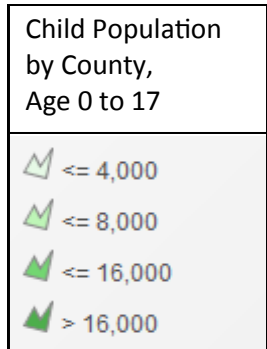 Child Population
by County,
Age 0 to 17
<= 4,000
<= 8,000
<= 16,000
> 16,000